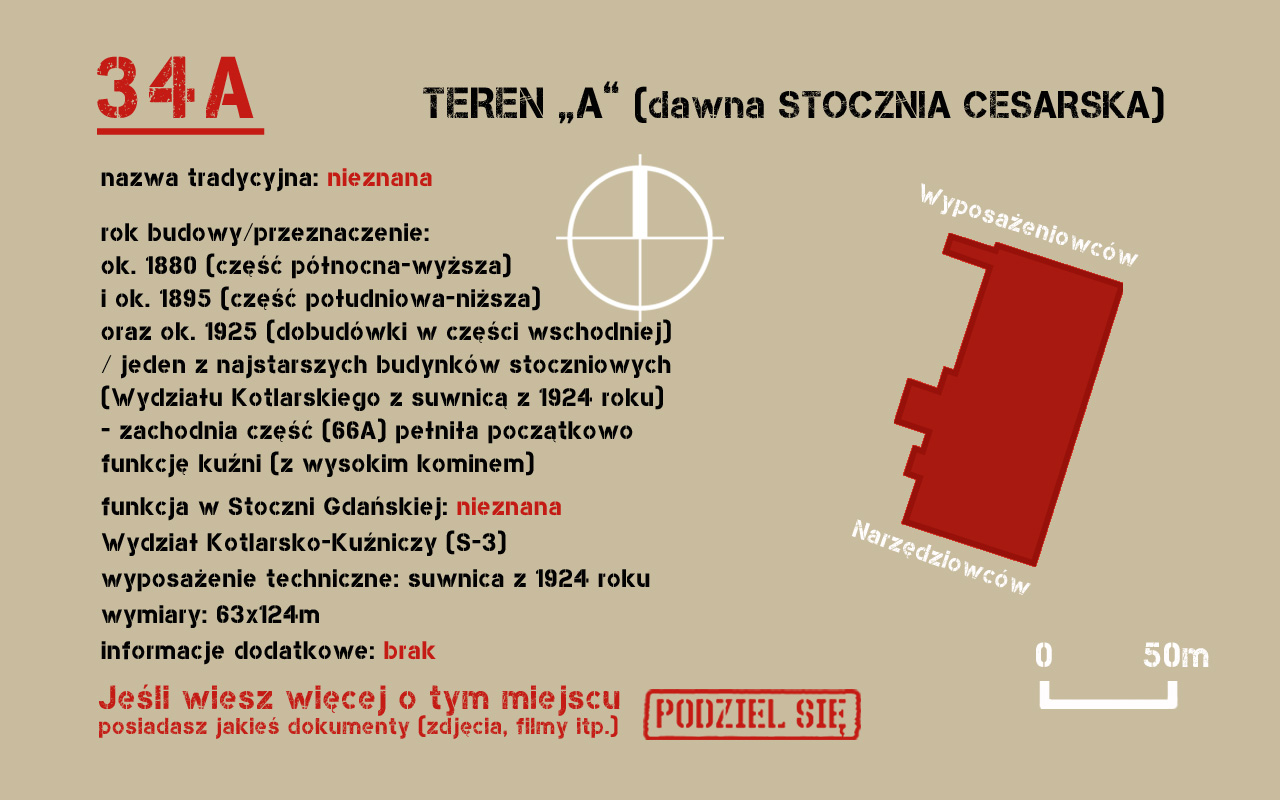 34A
TEREN „A“ (dawna STOCZNIA CESARSKA)
nazwa tradycyjna: nieznana
rok budowy/przeznaczenie:
ok. 1880 (część północna-wyższa)
i ok. 1895 (część południowa-niższa)
oraz ok. 1925 (dobudówki w części wschodniej)
/ jeden z najstarszych budynków stoczniowych
(Wydziału Kotlarskiego z suwnicą z 1924 roku)
- zachodnia część (66A) pełniła początkowo
funkcję kuźni (z wysokim kominem)
funkcja w Stoczni Gdańskiej: nieznana
Wydział Kotlarsko-Kuźniczy (S-3)
wyposażenie techniczne: suwnica z 1924 roku
wymiary: 63x124m
informacje dodatkowe: brak
Jeśli wiesz więcej o tym miejscu
posiadasz jakieś dokumenty (zdjęcia, filmy itp.)
PODZIEL SIĘ
Wyposażeniowców
Narzędziowców
0 50m